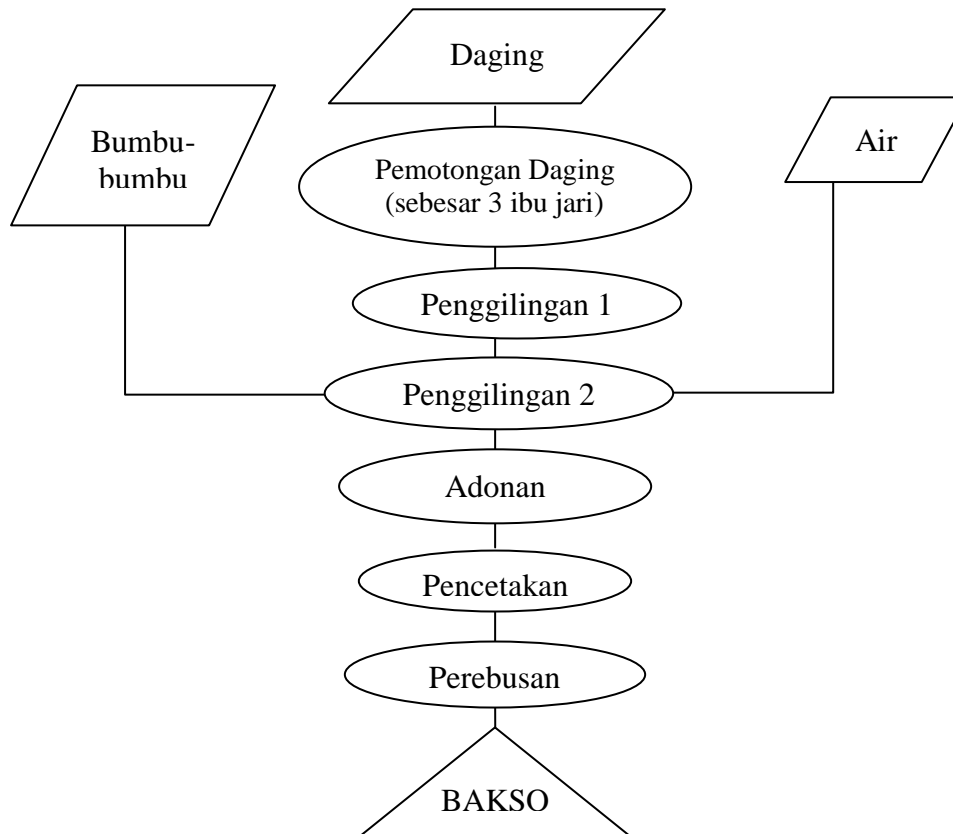 Daging
Bumbu-
bumbu
Air
Pemotongan Daging
(sebesar 3 ibu jari)
Penggilingan 1
Penggilingan 2
Adonan
Pencetakan
Perebusan
BAKSO